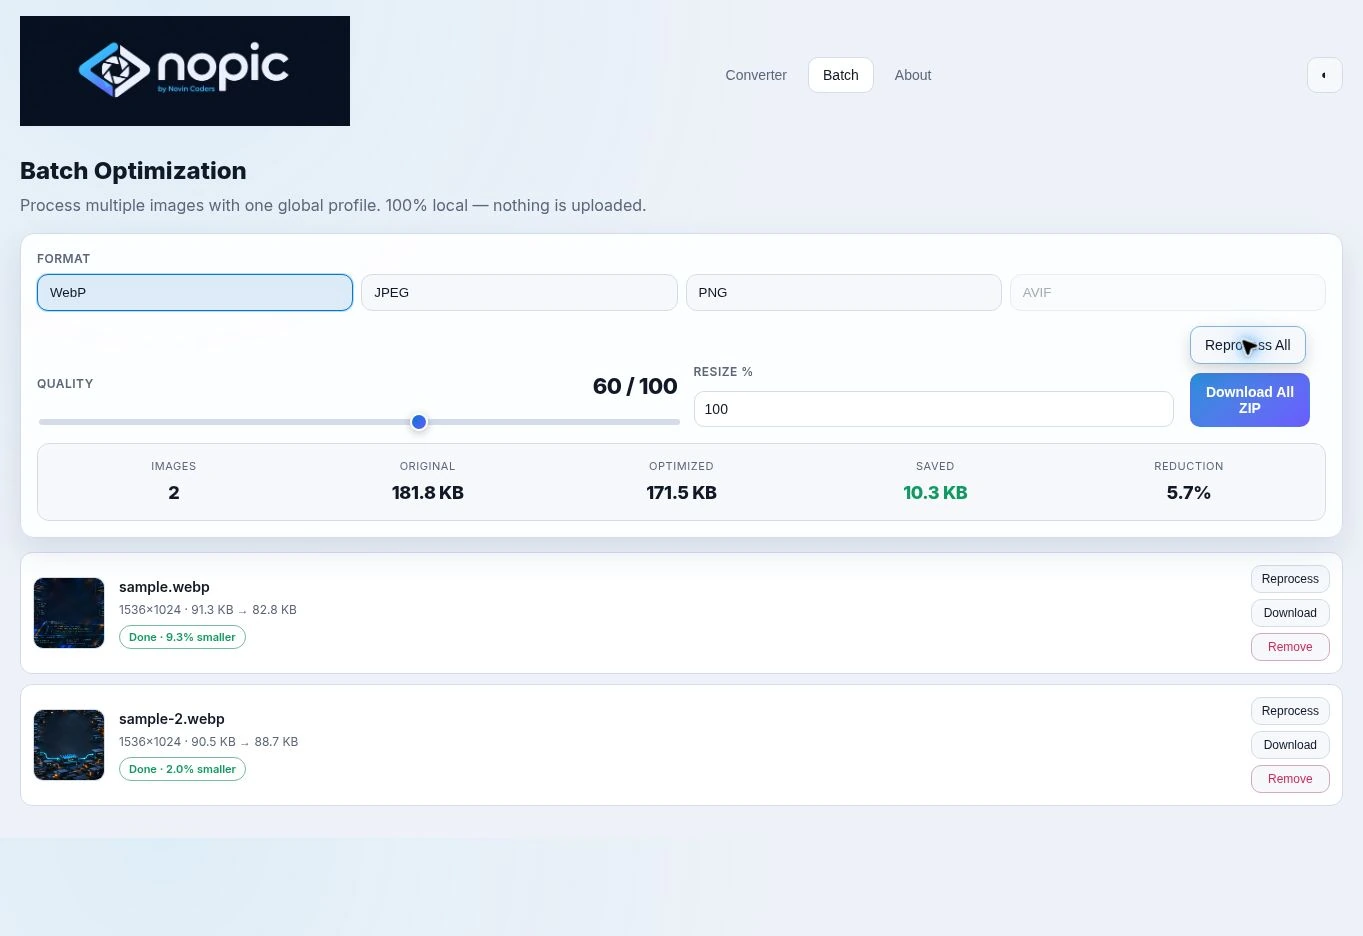 nopic
by Novin Coders
Converter
Batch
About
Batch Optimization
Process multiple images with one global profile. 100% local — nothing is uploaded.
FORMAT
WebP
JPEG
PNG
AVIF
Reprocess All
QUALITY
60 / 100
RESIZE %
100
Download All
ZIP
IMAGES
2
ORIGINAL
181.8 KB
OPTIMIZED
171.5 KB
SAVED
10.3 KB
REDUCTION
5.7%
sample.webp
1536×1024 · 91.3 KB → 82.8 KB
Done · 9.3% smaller
Reprocess
Download
Remove
sample-2.webp
1536×1024 · 90.5 KB → 88.7 KB
Done · 2.0% smaller
Reprocess
Download
Remove